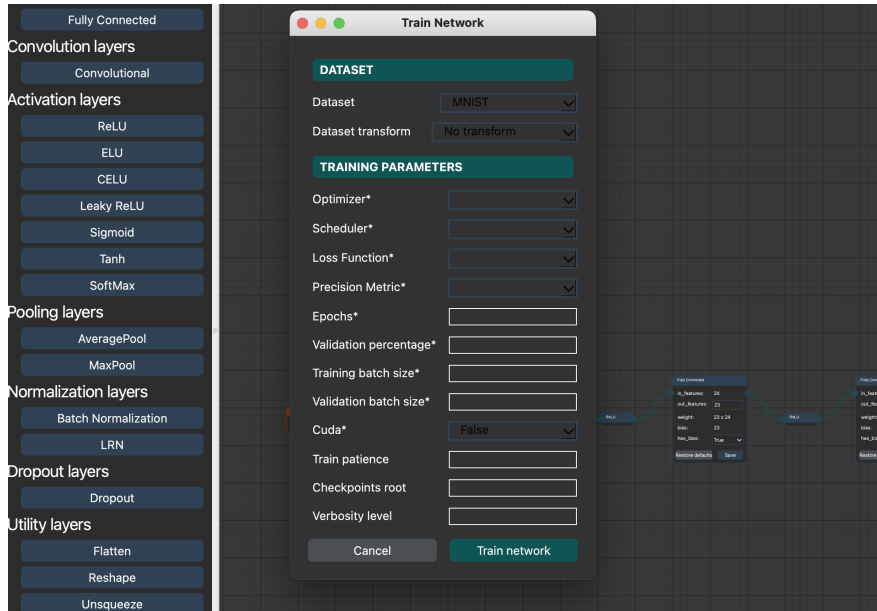 Fully Connected
Convolution layers
Convolutional
Activation layers
ReLU
ELU
CELU
Leaky ReLU
Sigmoid
Tanh
SoftMax
Pooling layers
AveragePool
MaxPool
Normalization layers
Batch Normalization
LRN
Dropout layers
Dropout
Utility layers
Flatten
Reshape
Unsqueeze
Train Network
DATASET
Dataset MNIST
Dataset transform No transform
TRAINING PARAMETERS
Optimizer*
Scheduler*
Loss Function*
Precision Metric*
Epochs*
Validation percentage*
Training batch size*
Validation batch size*
Cuda* False
Train patience
Checkpoints root
Verbosity level
Cancel Train network
ReLU
Fully Connected
in_features: 24
out_features: 23
weight: 23 x 24
bias: 23
has_bias: True
Restore defaults Save
ReLU
weight:
bias:
Restore